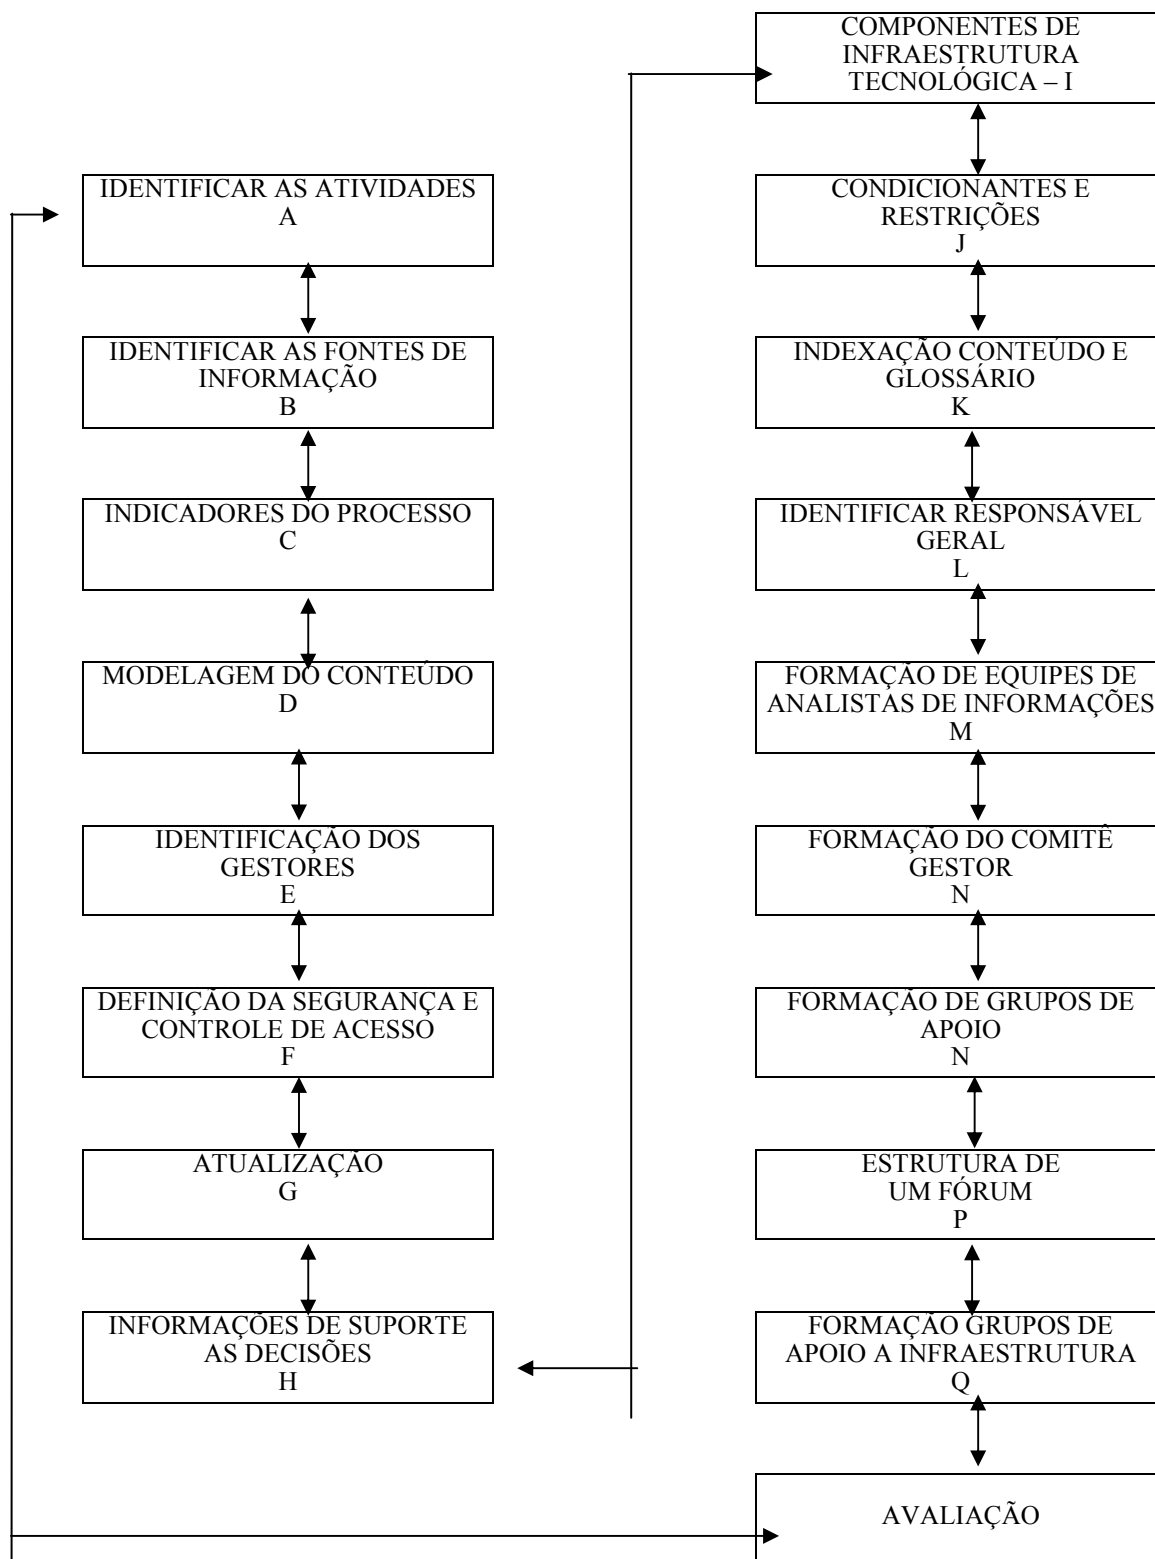 IDENTIFICAR AS ATIVIDADES
A
IDENTIFICAR AS FONTES DE
INFORMAÇÃO
B
INDICADORES DO PROCESSO
C
MODELAGEM DO CONTEÚDO
D
IDENTIFICAÇÃO DOS
GESTORES
E
DEFINIÇÃO DA SEGURANÇA E
CONTROLE DE ACESSO
F
ATUALIZAÇÃO
G
INFORMAÇÕES DE SUPORTE
AS DECISÕES
H
COMPONENTES DE
INFRAESTRUTURA
TECNOLÓGICA – I
CONDICIONANTES E
RESTRIÇÕES
J
INDEXAÇÃO CONTEÚDO E
GLOSSÁRIO
K
IDENTIFICAR RESPONSÁVEL
GERAL
L
FORMAÇÃO DE EQUIPES DE
ANALISTAS DE INFORMAÇÕES
M
FORMAÇÃO DO COMITÊ
GESTOR
N
FORMAÇÃO DE GRUPOS DE
APOIO
N
ESTRUTURA DE
UM FÓRUM
P
FORMAÇÃO GRUPOS DE
APOIO A INFRAESTRUTURA
Q
AVALIAÇÃO